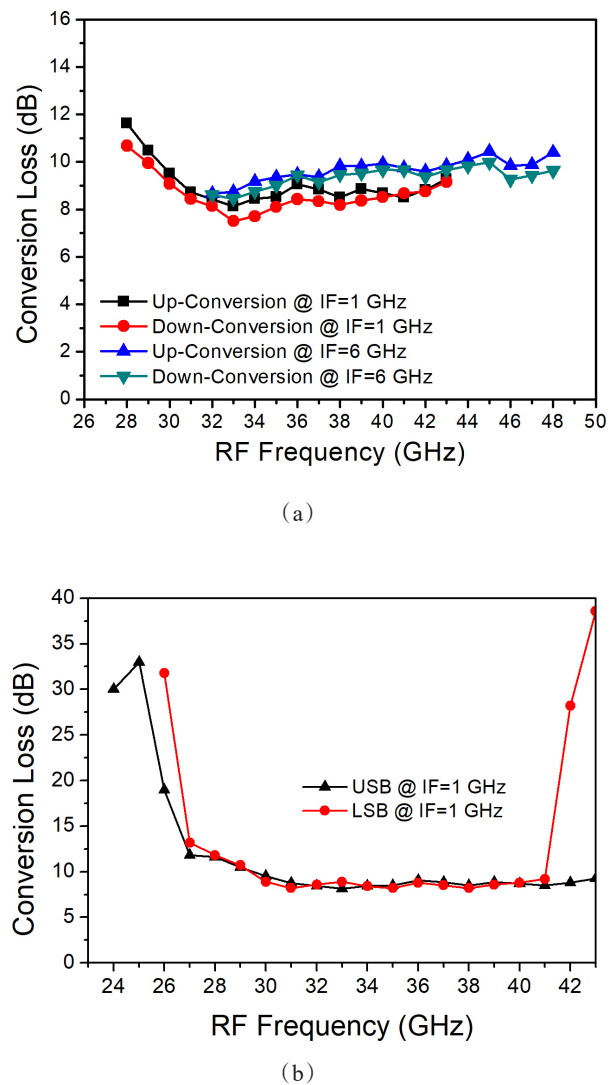 16
14
12
10
8
6
4
2
0
Conversion Loss (dB)
Up-Conversion @ IF=1 GHz
Down-Conversion @ IF=1 GHz
Up-Conversion @ IF=6 GHz
Down-Conversion @ IF=6 GHz
26 28 30 32 34 36 38 40 42 44 46 48 50
RF Frequency (GHz)
(a)
40
35
30
25
20
15
10
5
0
Conversion Loss (dB)
USB @ IF=1 GHz
LSB @ IF=1 GHz
24 26 28 30 32 34 36 38 40 42
RF Frequency (GHz)
(b)